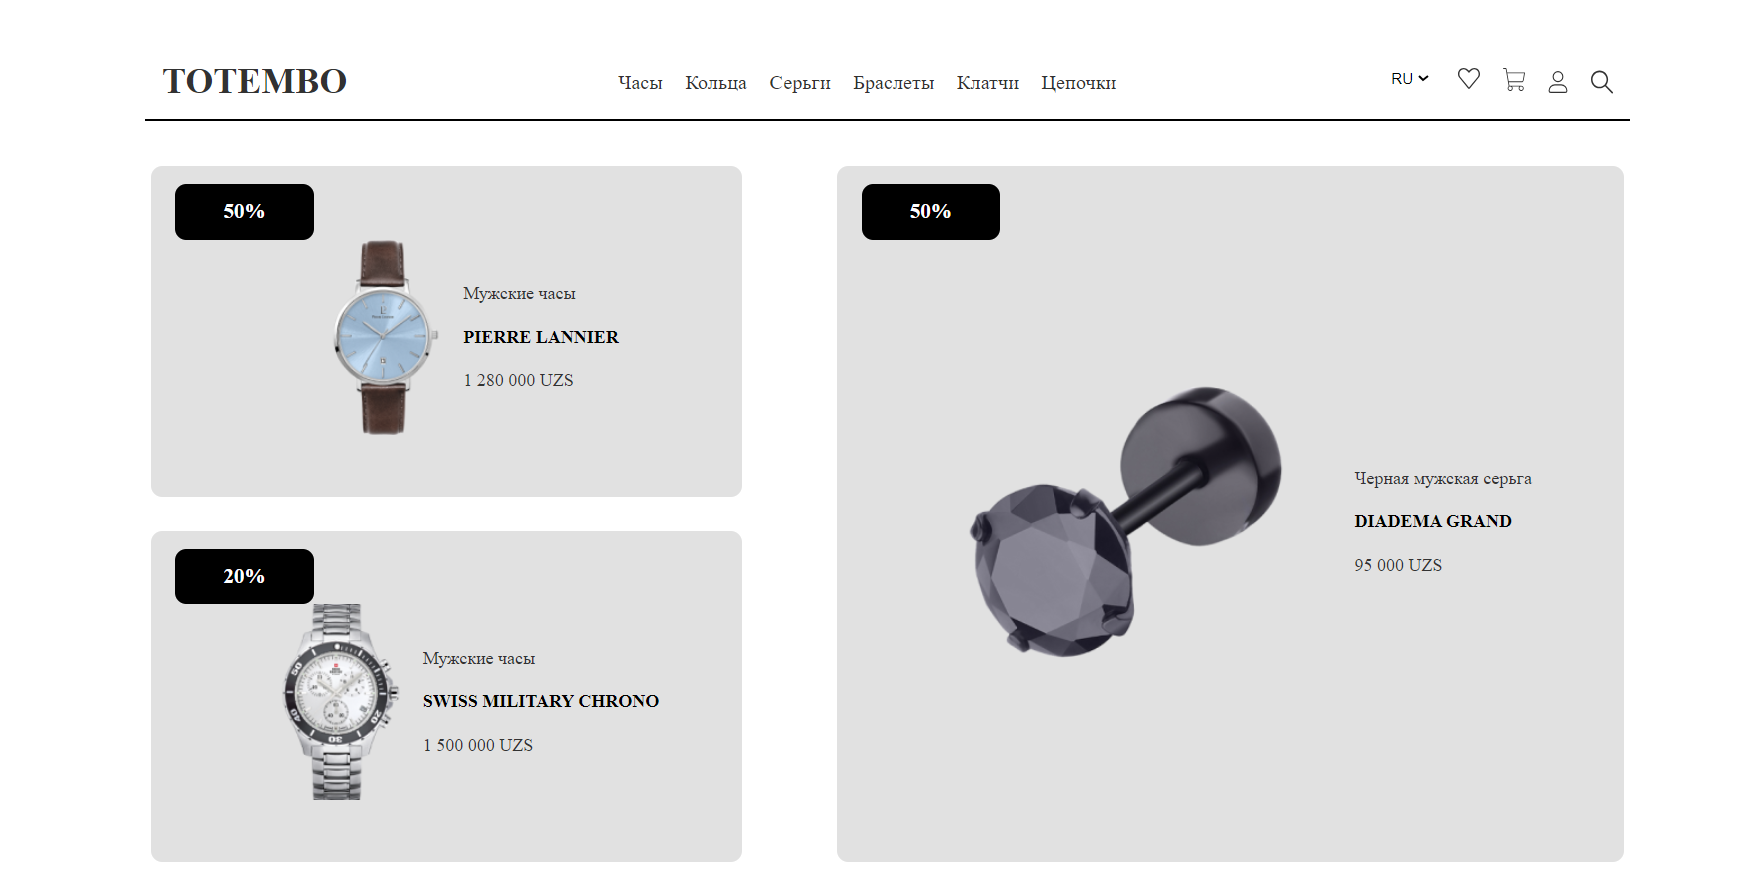 TOTEMBO
Часы Кольца Серьги Браслеты Клатчи Цепочки
RU
50%
Мужские часы
PIERRE LANNIER
1 280 000 UZS
20%
Мужские часы
SWISS MILITARY CHRONO
1 500 000 UZS
50%
Черная мужская серьга
DIADEMA GRAND
95 000 UZS